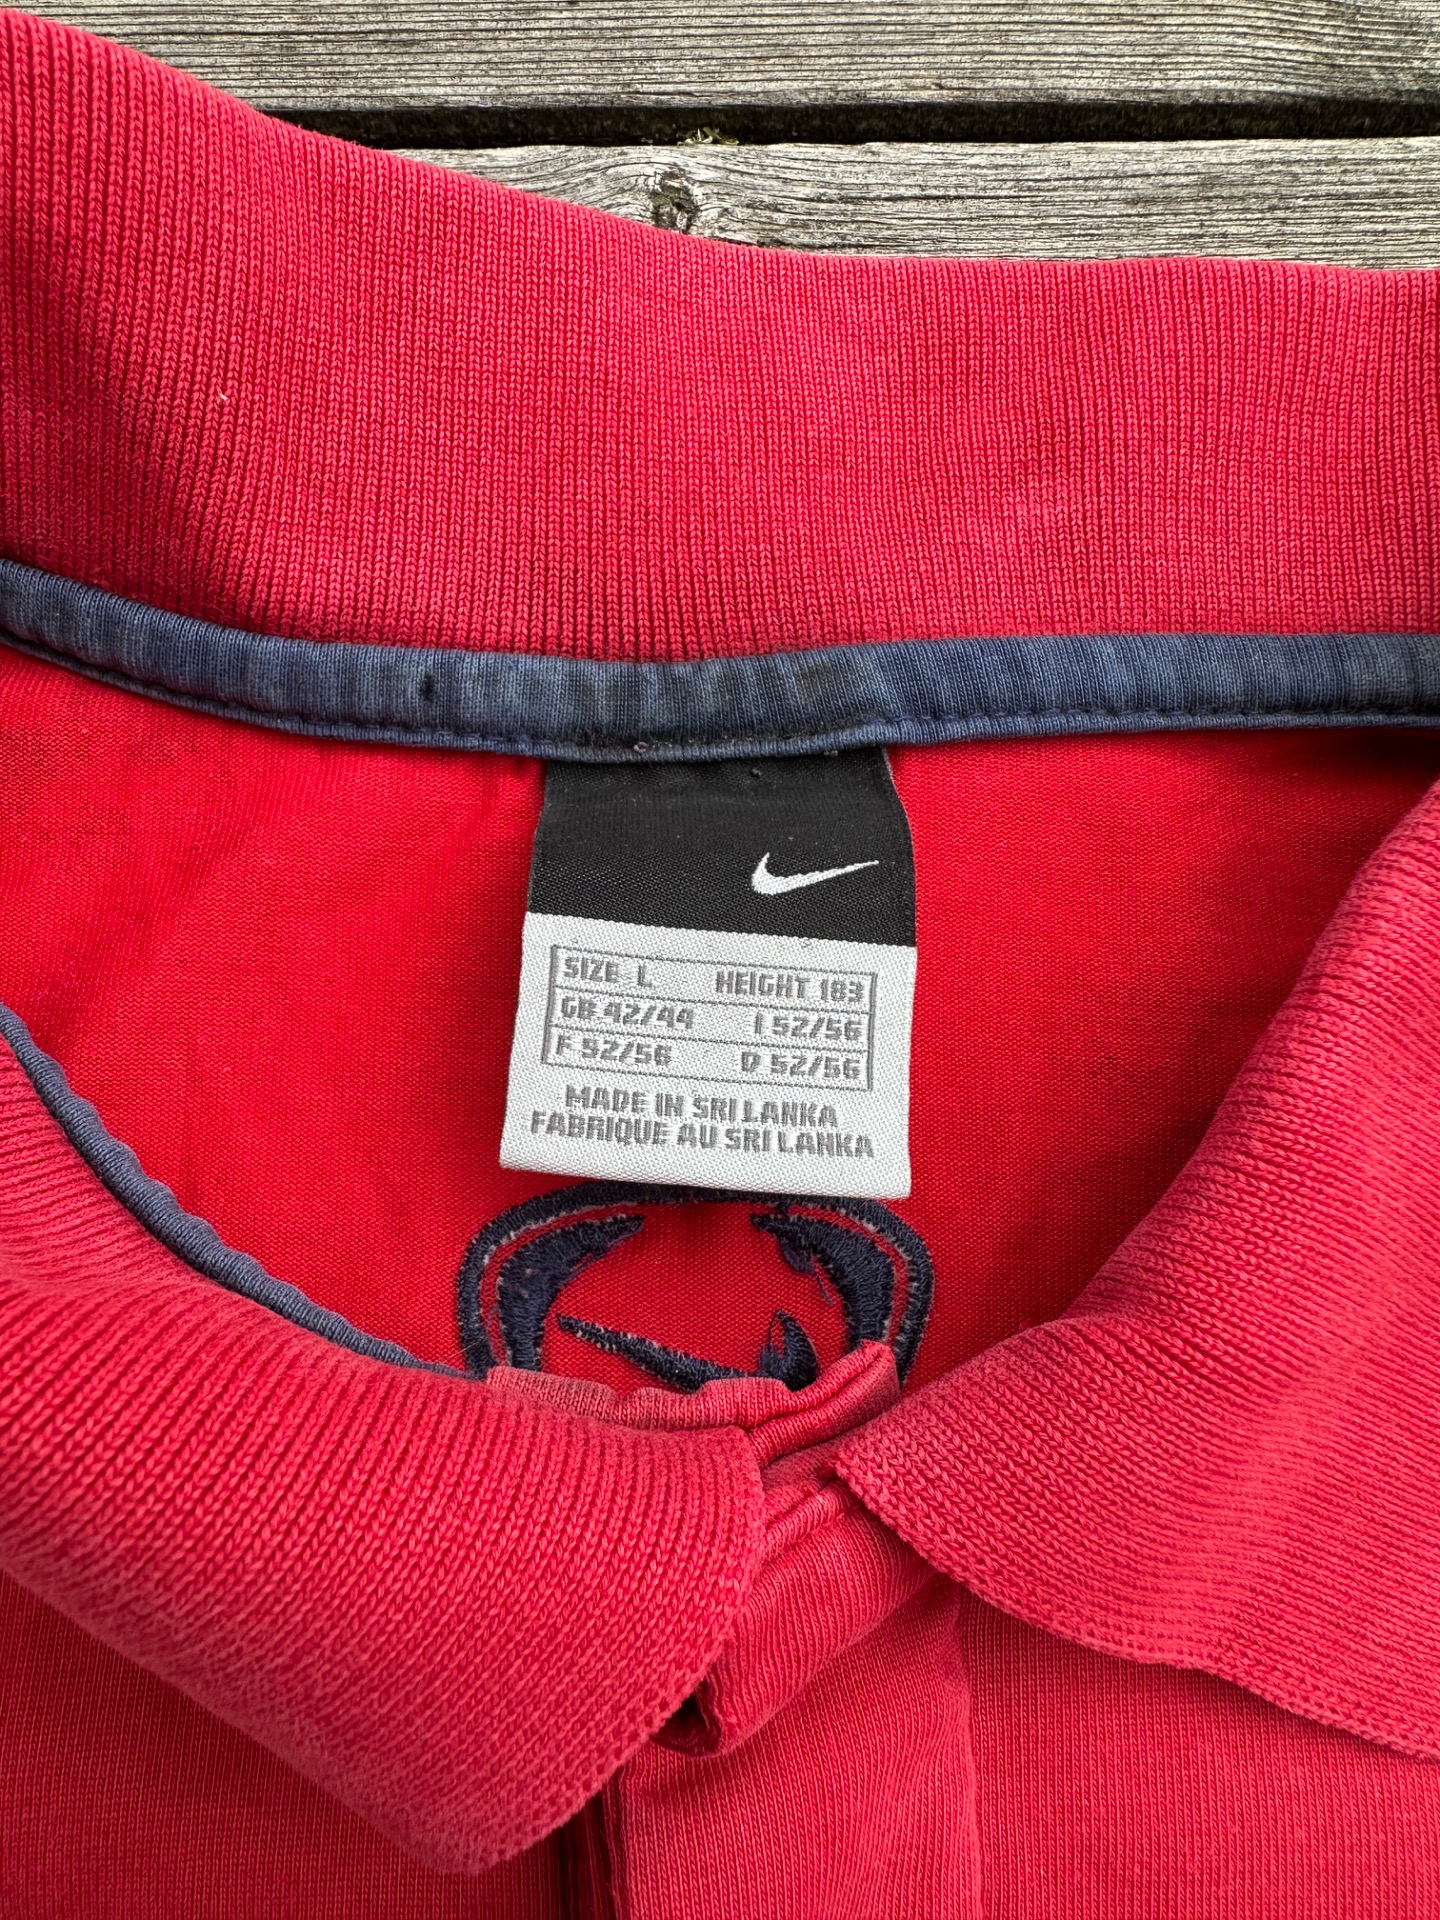 SIZE L HEIGHT 183
GB 42/44 I 52/56
F 52/56 D 52/56
MADE IN SRI LANKA
FABRIQUE AU SRI LANKA